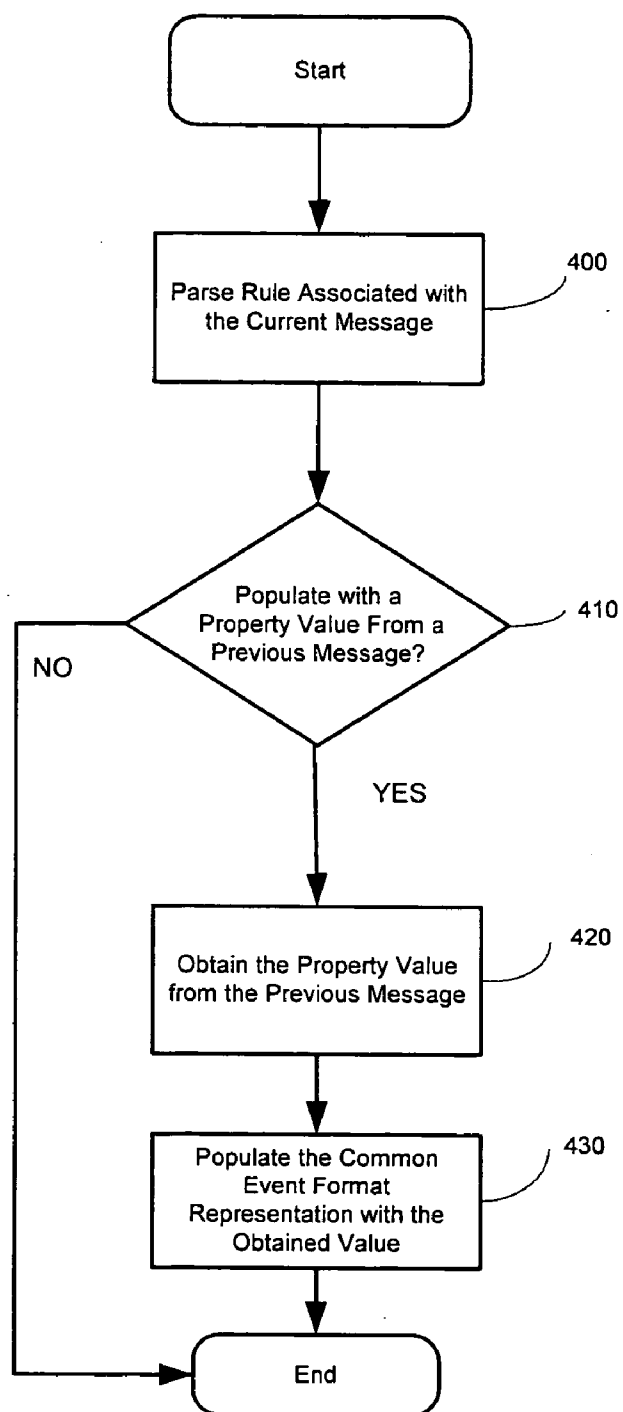 Start
400
Parse Rule Associated with
the Current Message
Populate with a
Property Value From a
Previous Message?
410
NO
YES
420
Obtain the Property Value
from the Previous Message
430
Populate the Common
Event Format
Representation with the
Obtained Value
End